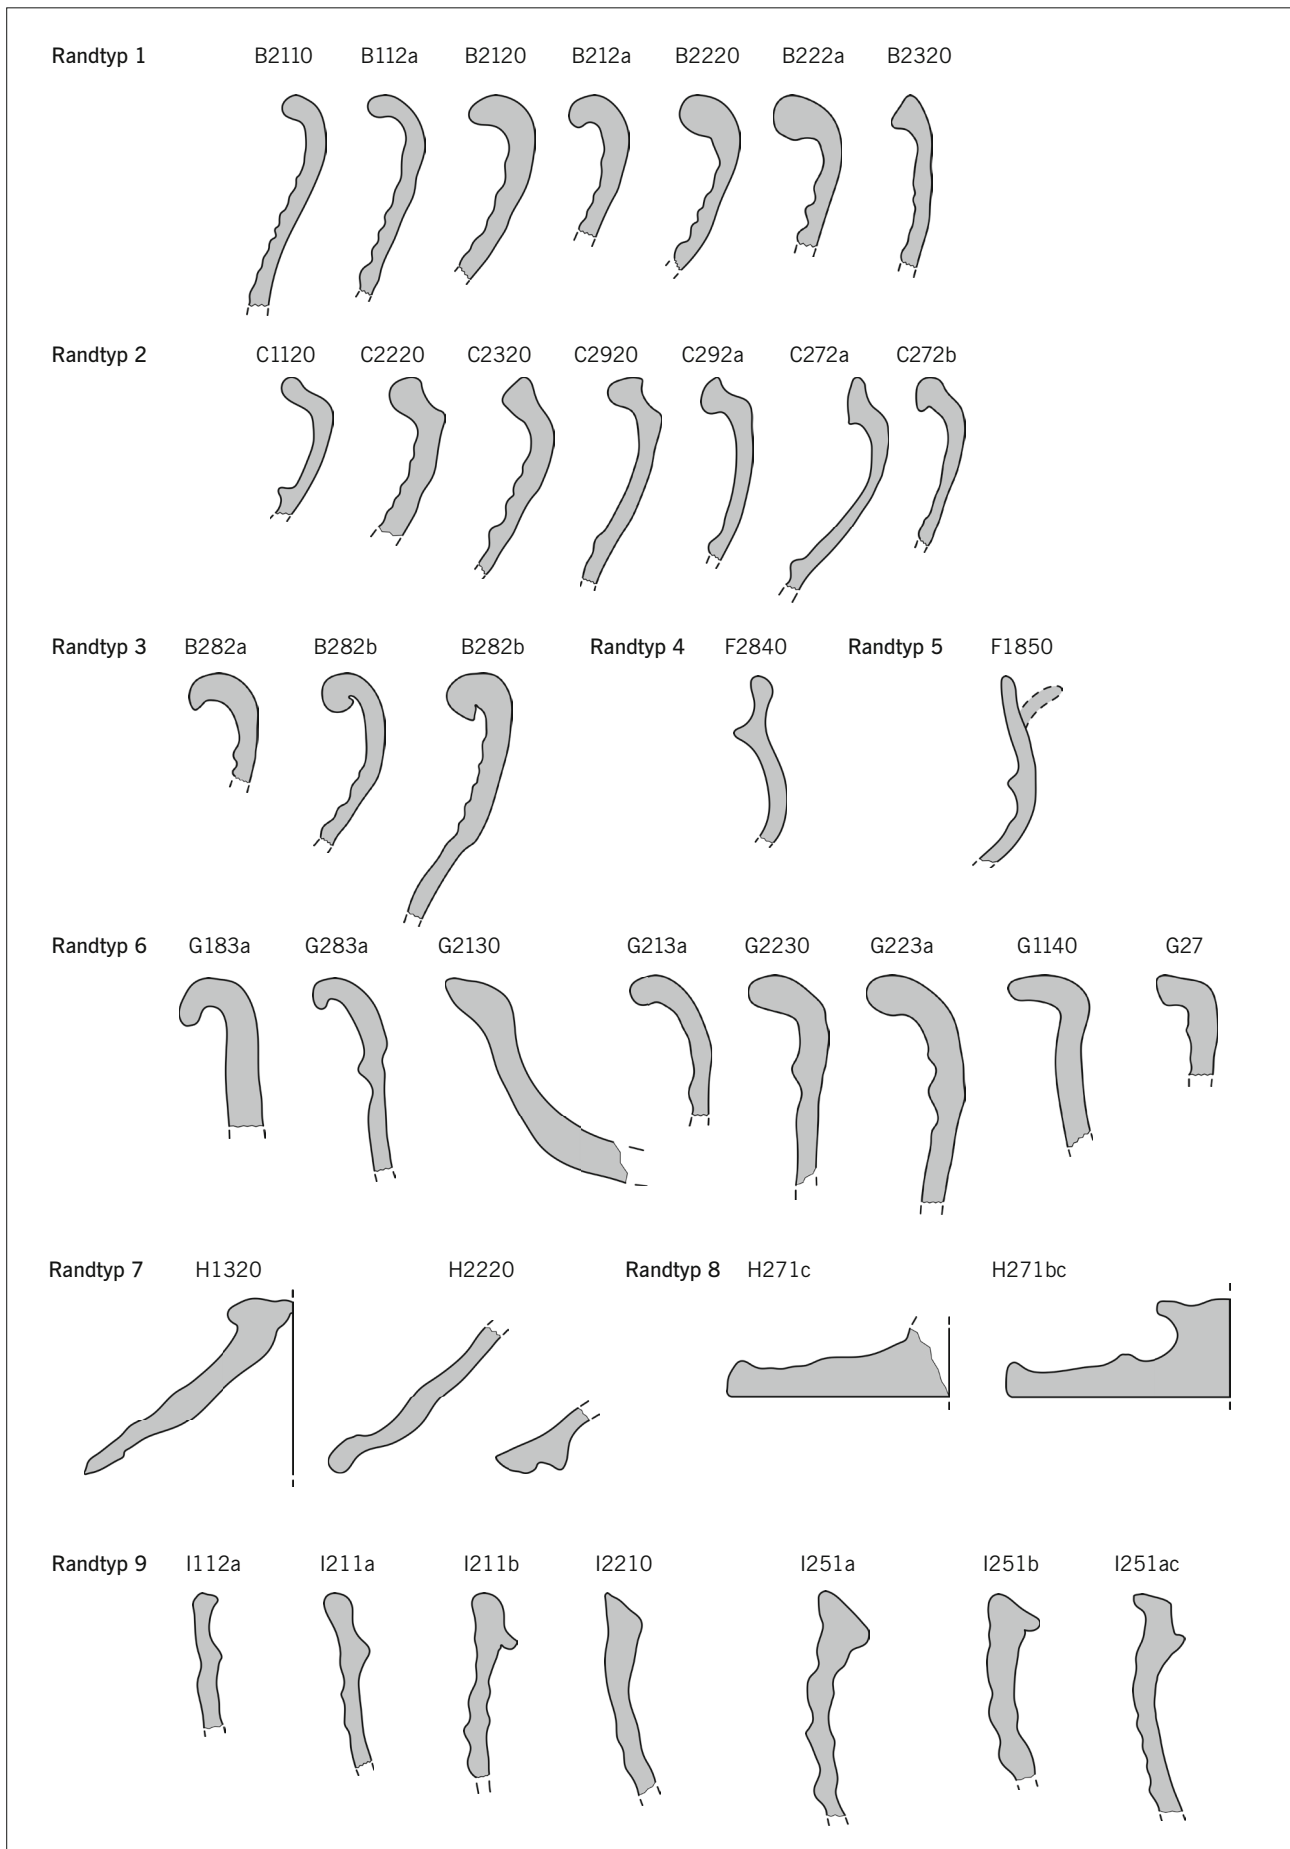 Randtyp 1 B2110 B112a B2120 B212a B2220 B222a B2320
Randtyp 2 C1120 C2220 C2320 C2920 C292a C272a C272b
Randtyp 3 B282a B282b B282b Randtyp 4 F2840 Randtyp 5 F1850
Randtyp 6 G183a G283a G2130 G213a G2230 G223a G1140 G27
Randtyp 7 H1320 H2220 Randtyp 8 H271c H271bc
Randtyp 9 I112a I211a I211b I2210 I251a I251b I251ac